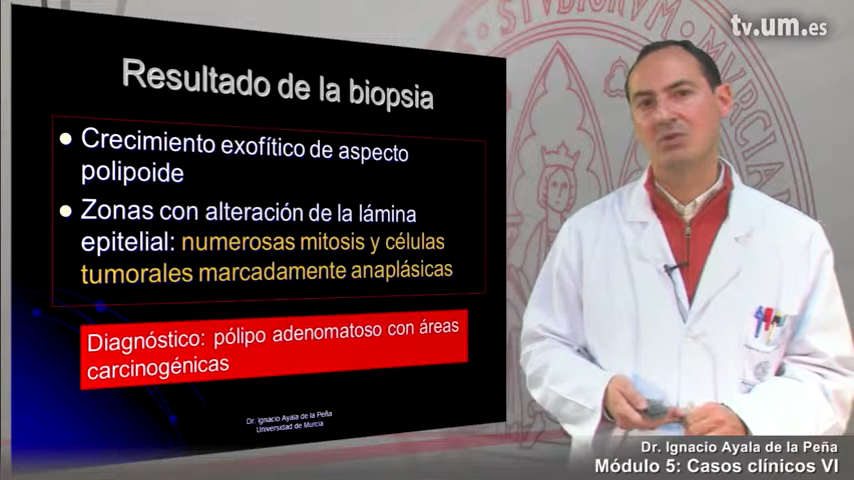 tv.um.es
STVDIORVM
MVRCIANA
Resultado de la biopsia
Crecimiento exofítico de aspecto
polipoide
Zonas con alteración de la lámina
epitelial: numerosas mitosis y células
tumorales marcadamente anaplásicas
Diagnóstico: pólipo adenomatoso con áreas
carcinogénicas
Dr. Ignacio Ayala de la Peña
Universidad de Murcia
Dr. Ignacio Ayala de la Peña
Módulo 5: Casos clínicos VI